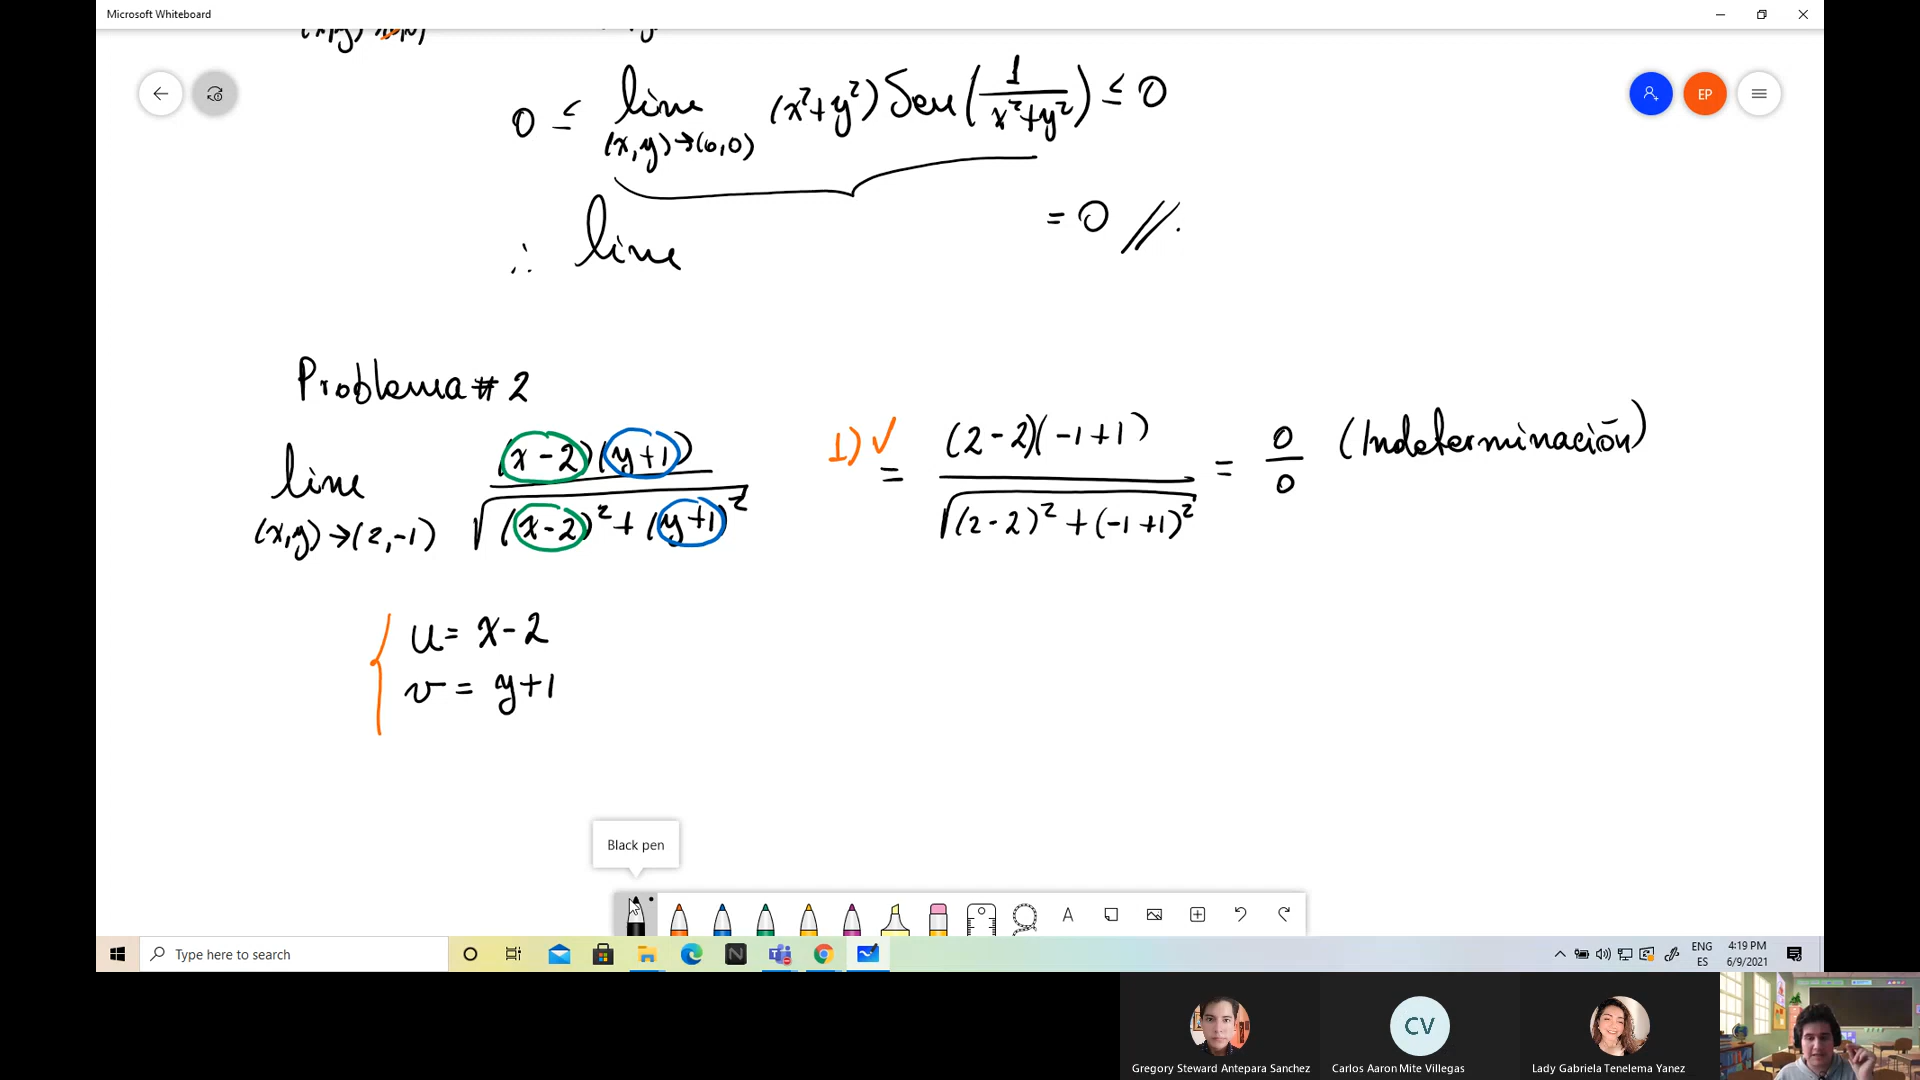 Microsoft Whiteboard
EP
0 ≤ lim (x²+y²) Sen(1/(x²+y²)) ≤ 0
(x,y)→(0,0)
∴ lim = 0 //.
Problema # 2
lim (x-2)(y+1) / √((x-2)²+(y+1)²)
(x,y)→(2,-1)
1) ✓ = (2-2)(-1+1) / √((2-2)²+(-1+1)²) = 0/0 (Indeterminación)
u = x-2
v = y+1
Black pen
Type here to search
ENG
ES
4:19 PM
6/9/2021
CV
Gregory Steward Antepara Sanchez
Carlos Aaron Mite Villegas
Lady Gabriela Tenelema Yanez